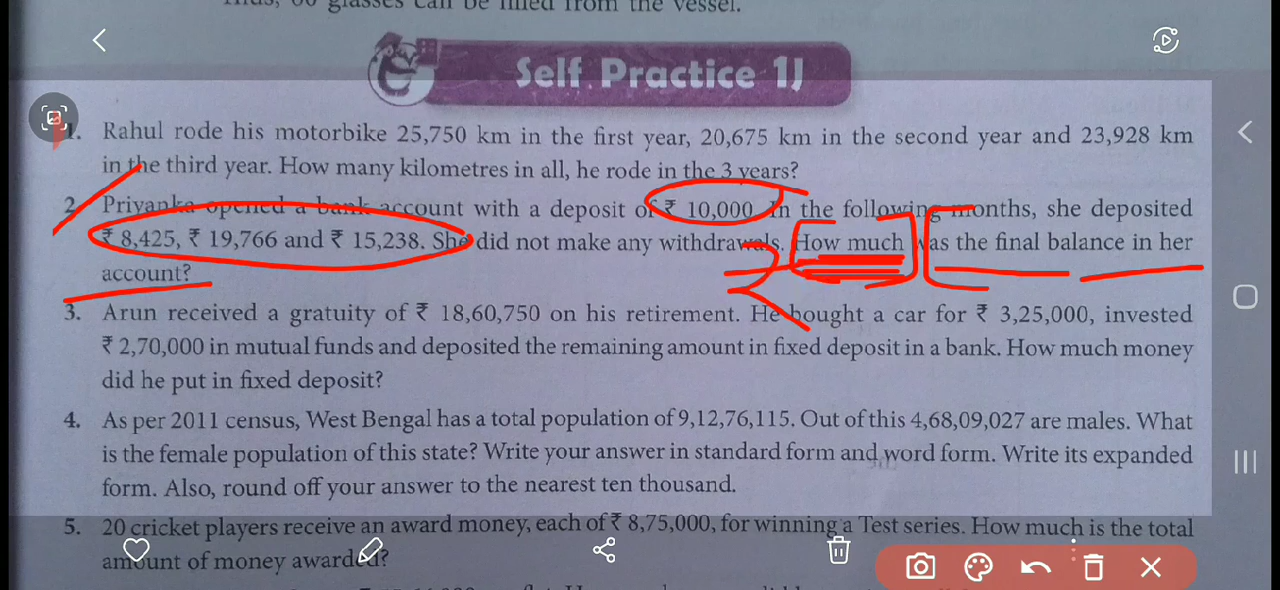 Thus, 60 glasses can be filled from the vessel.
Self Practice 1J
1. Rahul rode his motorbike 25,750 km in the first year, 20,675 km in the second year and 23,928 km
in the third year. How many kilometres in all, he rode in the 3 years?
2. Priyanka opened a bank account with a deposit of ₹ 10,000. In the following months, she deposited
₹ 8,425, ₹ 19,766 and ₹ 15,238. She did not make any withdrawals. How much was the final balance in her
account?
3. Arun received a gratuity of ₹ 18,60,750 on his retirement. He bought a car for ₹ 3,25,000, invested
₹ 2,70,000 in mutual funds and deposited the remaining amount in fixed deposit in a bank. How much money
did he put in fixed deposit?
4. As per 2011 census, West Bengal has a total population of 9,12,76,115. Out of this 4,68,09,027 are males. What
is the female population of this state? Write your answer in standard form and word form. Write its expanded
form. Also, round off your answer to the nearest ten thousand.
5. 20 cricket players receive an award money, each of ₹ 8,75,000, for winning a Test series. How much is the total
amount of money awarded?